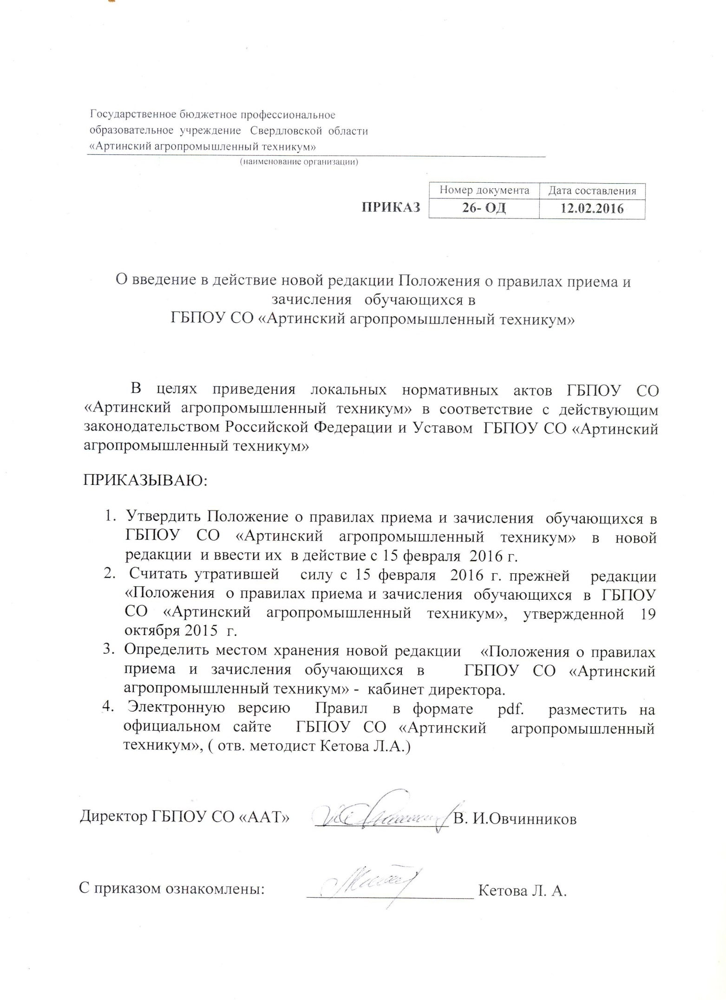 Государственное бюджетное профессиональное
образовательное учреждение Свердловской области
«Артинский агропромышленный техникум»
(наименование организации)
Номер документа Дата составления
ПРИКАЗ 26- ОД 12.02.2016
О введение в действие новой редакции Положения о правилах приема и
зачисления обучающихся в
ГБПОУ СО «Артинский агропромышленный техникум»
В целях приведения локальных нормативных актов ГБПОУ СО
«Артинский агропромышленный техникум» в соответствие с действующим
законодательством Российской Федерации и Уставом ГБПОУ СО «Артинский
агропромышленный техникум»
ПРИКАЗЫВАЮ:
1. Утвердить Положение о правилах приема и зачисления обучающихся в
ГБПОУ СО «Артинский агропромышленный техникум» в новой
редакции и ввести их в действие с 15 февраля 2016 г.
2. Считать утратившей силу с 15 февраля 2016 г. прежней редакции
«Положения о правилах приема и зачисления обучающихся в ГБПОУ
СО «Артинский агропромышленный техникум», утвержденной 19
октября 2015 г.
3. Определить местом хранения новой редакции «Положения о правилах
приема и зачисления обучающихся в ГБПОУ СО «Артинский
агропромышленный техникум» - кабинет директора.
4. Электронную версию Правил в формате pdf. разместить на
официальном сайте ГБПОУ СО «Артинский агропромышленный
техникум», ( отв. методист Кетова Л.А.)
Директор ГБПОУ СО «ААТ» В. И.Овчинников
С приказом ознакомлены: Кетова Л. А.